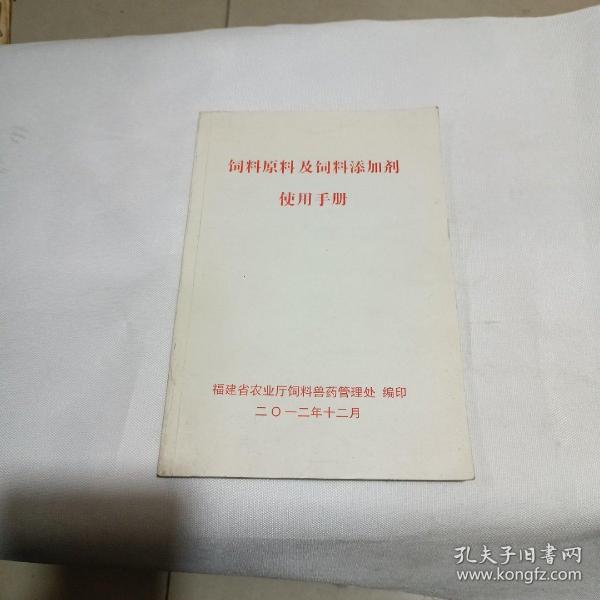 饲料原料及饲料添加剂
使用手册
福建省农业厅饲料兽药管理处 编印
二〇一二年十二月
孔夫子旧书网
www.kongfz.com